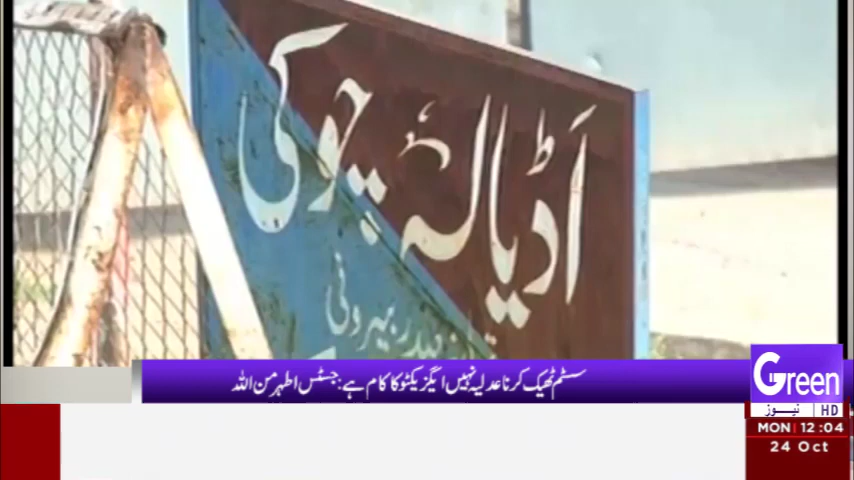 اڈیالہ چوکی
صدر بیرونی
سسٹم ٹھیک کرنا عدلیہ نہیں ایگزیکٹو کا کام ہے: جسٹس اطہر من اللہ
Green
نیوز HD
MON 12:04
24 Oct